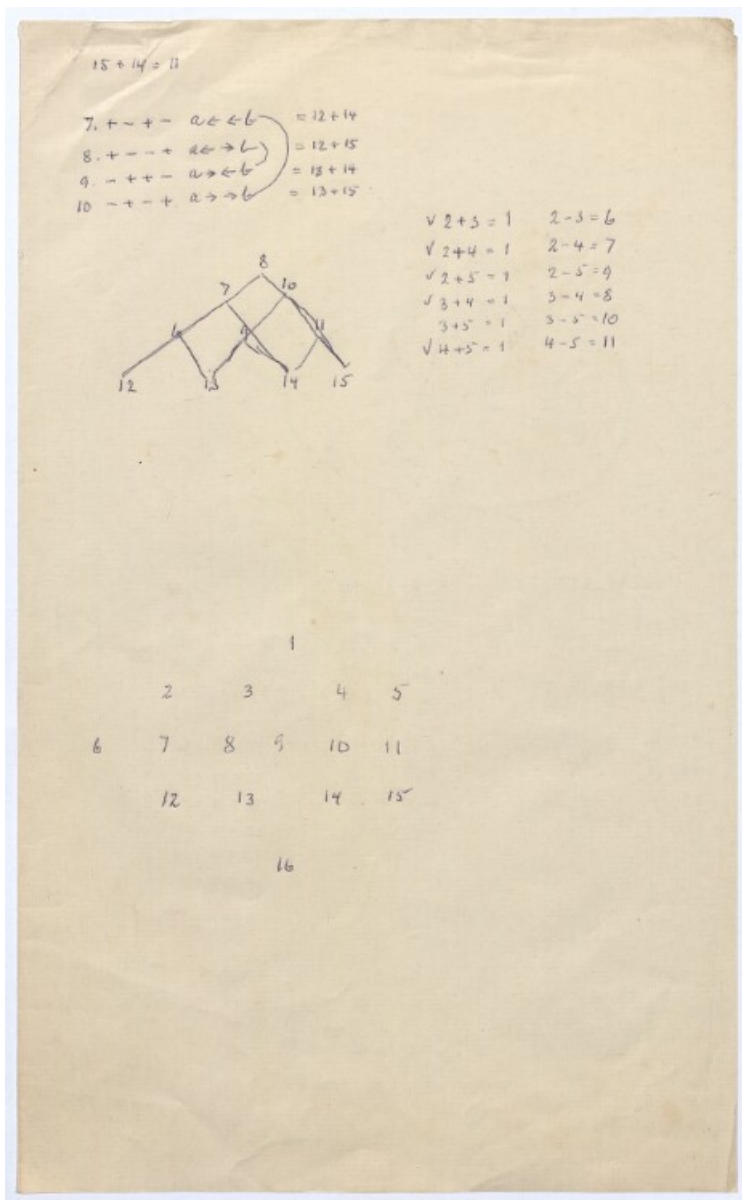 15 + 14 = 11
7. + - + - a ← ← b = 12 + 14
8. + - - + a ← → b = 12 + 15
9. - + + - a → ← b = 13 + 14
10 - + - + a → → b = 13 + 15
√ 2 + 3 = 1 2 - 3 = 6
√ 2 + 4 = 1 2 - 4 = 7
√ 2 + 5 = 1 2 - 5 = 9
√ 3 + 4 = 1 3 - 4 = 8
3 + 5 = 1 3 - 5 = 10
√ 4 + 5 = 1 4 - 5 = 11
8
7 10
6 9 11
12 13 14 15
1
2 3 4 5
6 7 8 9 10 11
12 13 14 15
16